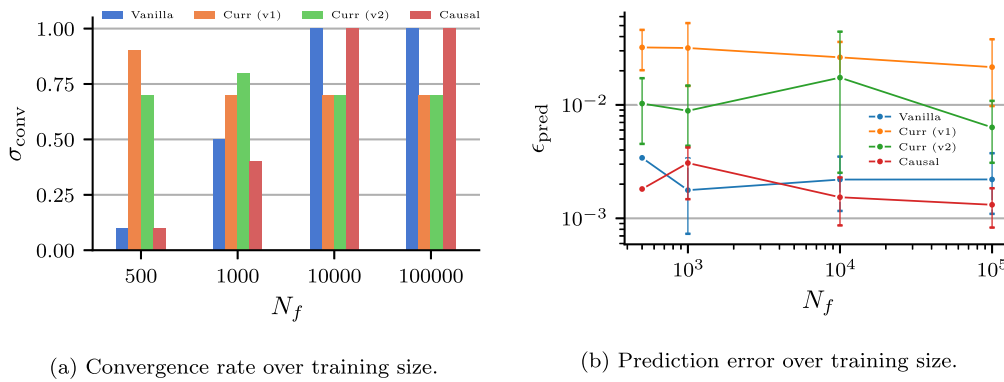 Vanilla Curr (v1) Curr (v2) Causal
1.00
0.75
0.50
0.25
0.00
σconv
500 1000 10000 100000
N_f
(a) Convergence rate over training size.
10⁻²
10⁻³
ϵpred
Vanilla
Curr (v1)
Curr (v2)
Causal
10³ 10⁴ 10⁵
N_f
(b) Prediction error over training size.